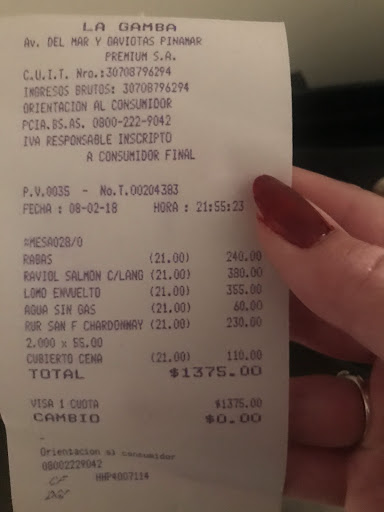 LA GAMBA
Av. DEL MAR Y GAVIOTAS PINAMAR
PREMIUM S.A.
C.U.I.T. Nro.: 30708796294
INGRESOS BRUTOS: 30708796294
ORIENTACION AL CONSUMIDOR
PCIA.BS.AS. 0800-222-9042
IVA RESPONSABLE INSCRIPTO
A CONSUMIDOR FINAL
P.V.0035 - No.T.00204383
FECHA : 08-02-18 HORA : 21:55:23
#MESA028/0
RABAS (21.00) 240.00
RAVIOL SALMON C/LANG (21.00) 380.00
LOMO ENVUELTO (21.00) 355.00
AGUA SIN GAS (21.00) 60.00
RUR SAN F CHARDONNAY (21.00) 230.00
2.000 x 55.00
CUBIERTO CENA (21.00) 110.00
TOTAL $1375.00
VISA 1 CUOTA $1375.00
CAMBIO $0.00
Orientacion al consumidor
08002229042
CF HHP4007114
DGI